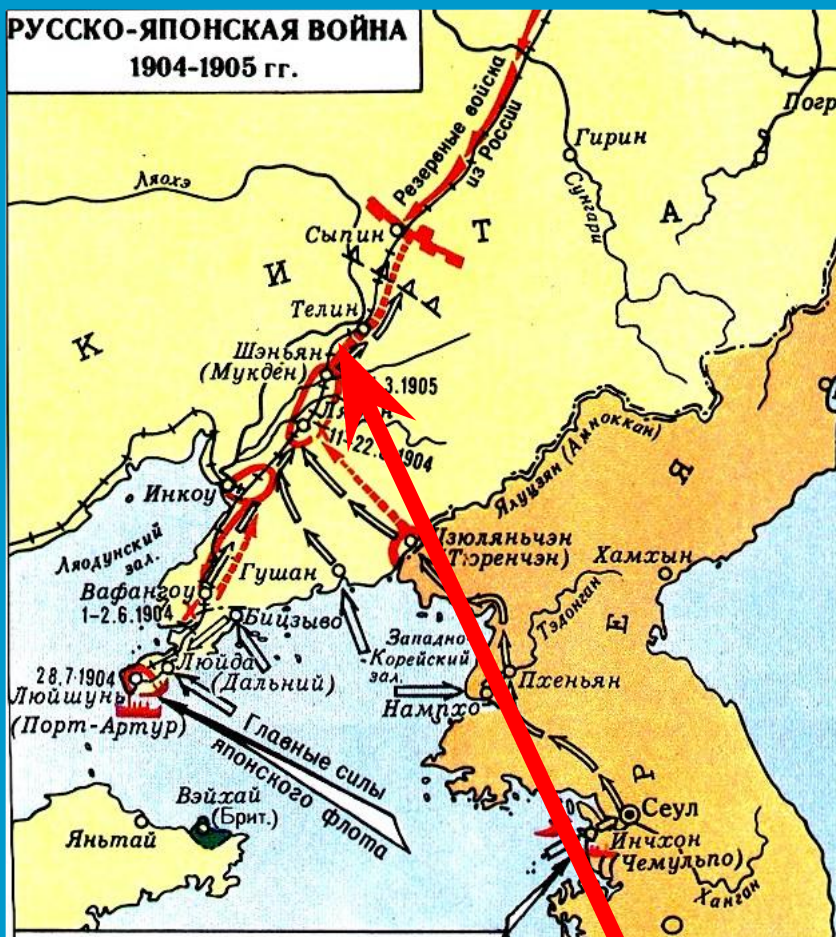 РУССКО-ЯПОНСКАЯ ВОЙНА
1904-1905 гг.
Резервные войска
из России
Погр
Гирин
Сунгари
Ляохэ
Сыпин
К И Т А
Телин
Шэньян
(Мукден)
3.1905
11-22.
1904
Инкоу
Ялуцзян (Амноккан)
Ляодунский
зал.
Гушан
Тюренчэн)
Хамхын
Вафангоу
1-2.6.1904
Бицзыво
Тэдонган
Западно-
Корейский
зал.
28.7.1904
Люйда
(Дальний)
Люйшунь
(Порт-Артур)
Пхеньян
Нампхо
Главные силы
японского флота
К О Р Е Я
Вэйхай
(Брит.)
Яньтай
Сеул
Инчхон
(Чемульпо)
Ханган